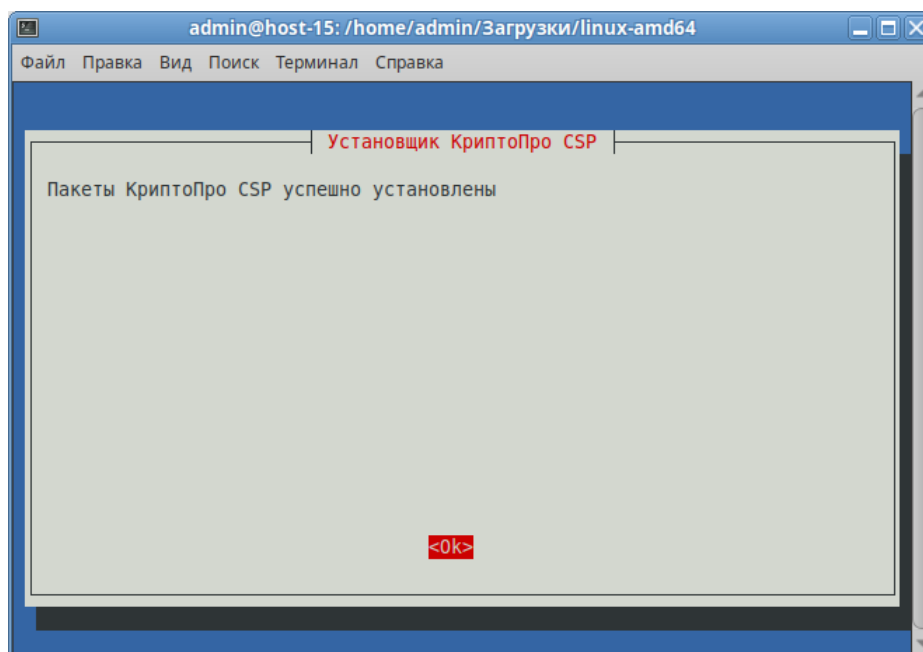 admin@host-15: /home/admin/Загрузки/linux-amd64
Файл Правка Вид Поиск Терминал Справка
Установщик КриптоПро CSP
Пакеты КриптоПро CSP успешно установлены
<Ok>